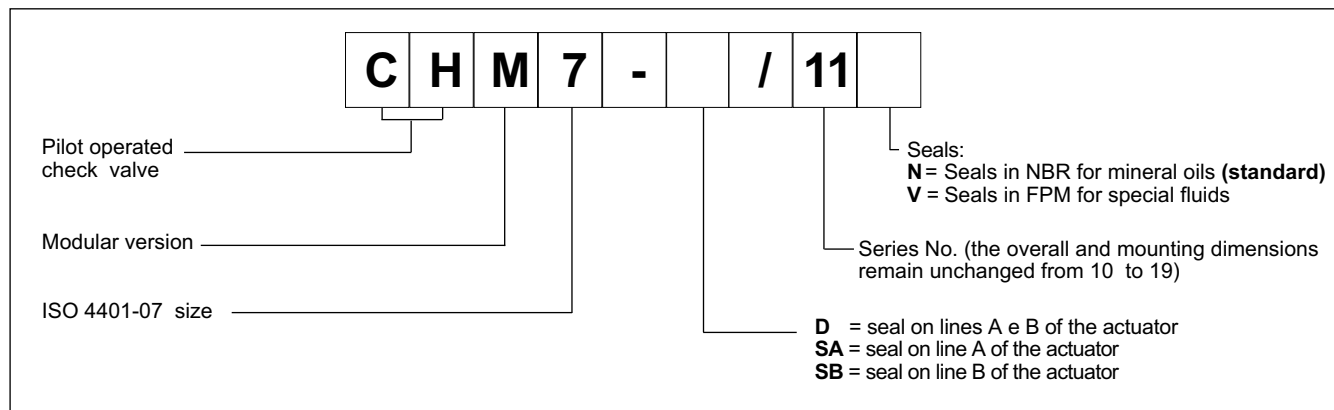 C H M 7 - / 11
Pilot operated
check valve
Seals:
N = Seals in NBR for mineral oils (standard)
V = Seals in FPM for special fluids
Modular version
Series No. (the overall and mounting dimensions
remain unchanged from 10 to 19)
ISO 4401-07 size
D = seal on lines A e B of the actuator
SA = seal on line A of the actuator
SB = seal on line B of the actuator